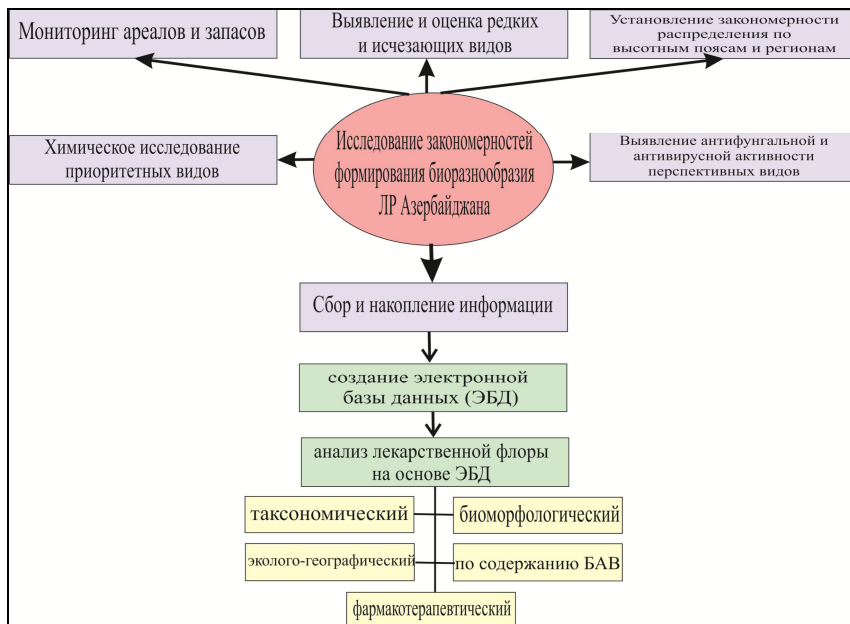 Мониторинг ареалов и запасов
Выявление и оценка редких
и исчезающих видов
Установление закономерности
распределения по
высотным поясам и регионам
Химическое исследование
приоритетных видов
Исследование закономерностей
формирования биоразнообразия
ЛР Азербайджана
Выявление антифунгальной и
антивирусной активности
перспективных видов
Сбор и накопление информации
создание электронной
базы данных (ЭБД)
анализ лекарственной флоры
на основе ЭБД
таксономический
биоморфологический
эколого-географический
по содержанию БАВ
фармакотерапевтический